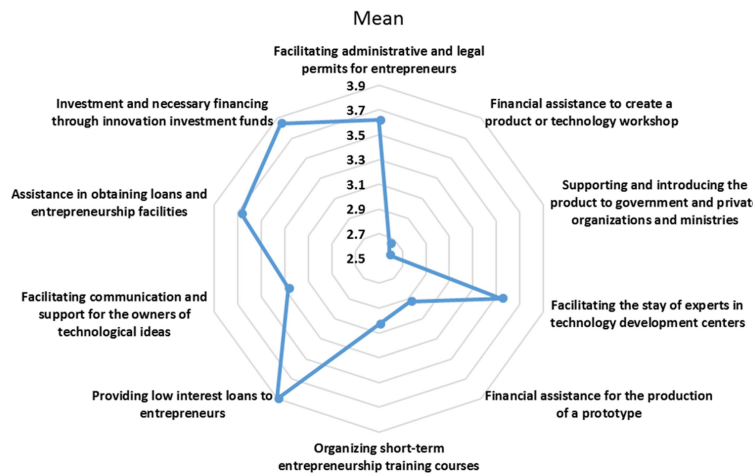 Mean
Facilitating administrative and legal
permits for entrepreneurs
Financial assistance to create a
product or technology workshop
Supporting and introducing the
product to government and private
organizations and ministries
Facilitating the stay of experts in
technology development centers
Financial assistance for the production
of a prototype
Organizing short-term
entrepreneurship training courses
Providing low interest loans to
entrepreneurs
Facilitating communication and
support for the owners of
technological ideas
Assistance in obtaining loans and
entrepreneurship facilities
Investment and necessary financing
through innovation investment funds
3.9
3.7
3.5
3.3
3.1
2.9
2.7
2.5